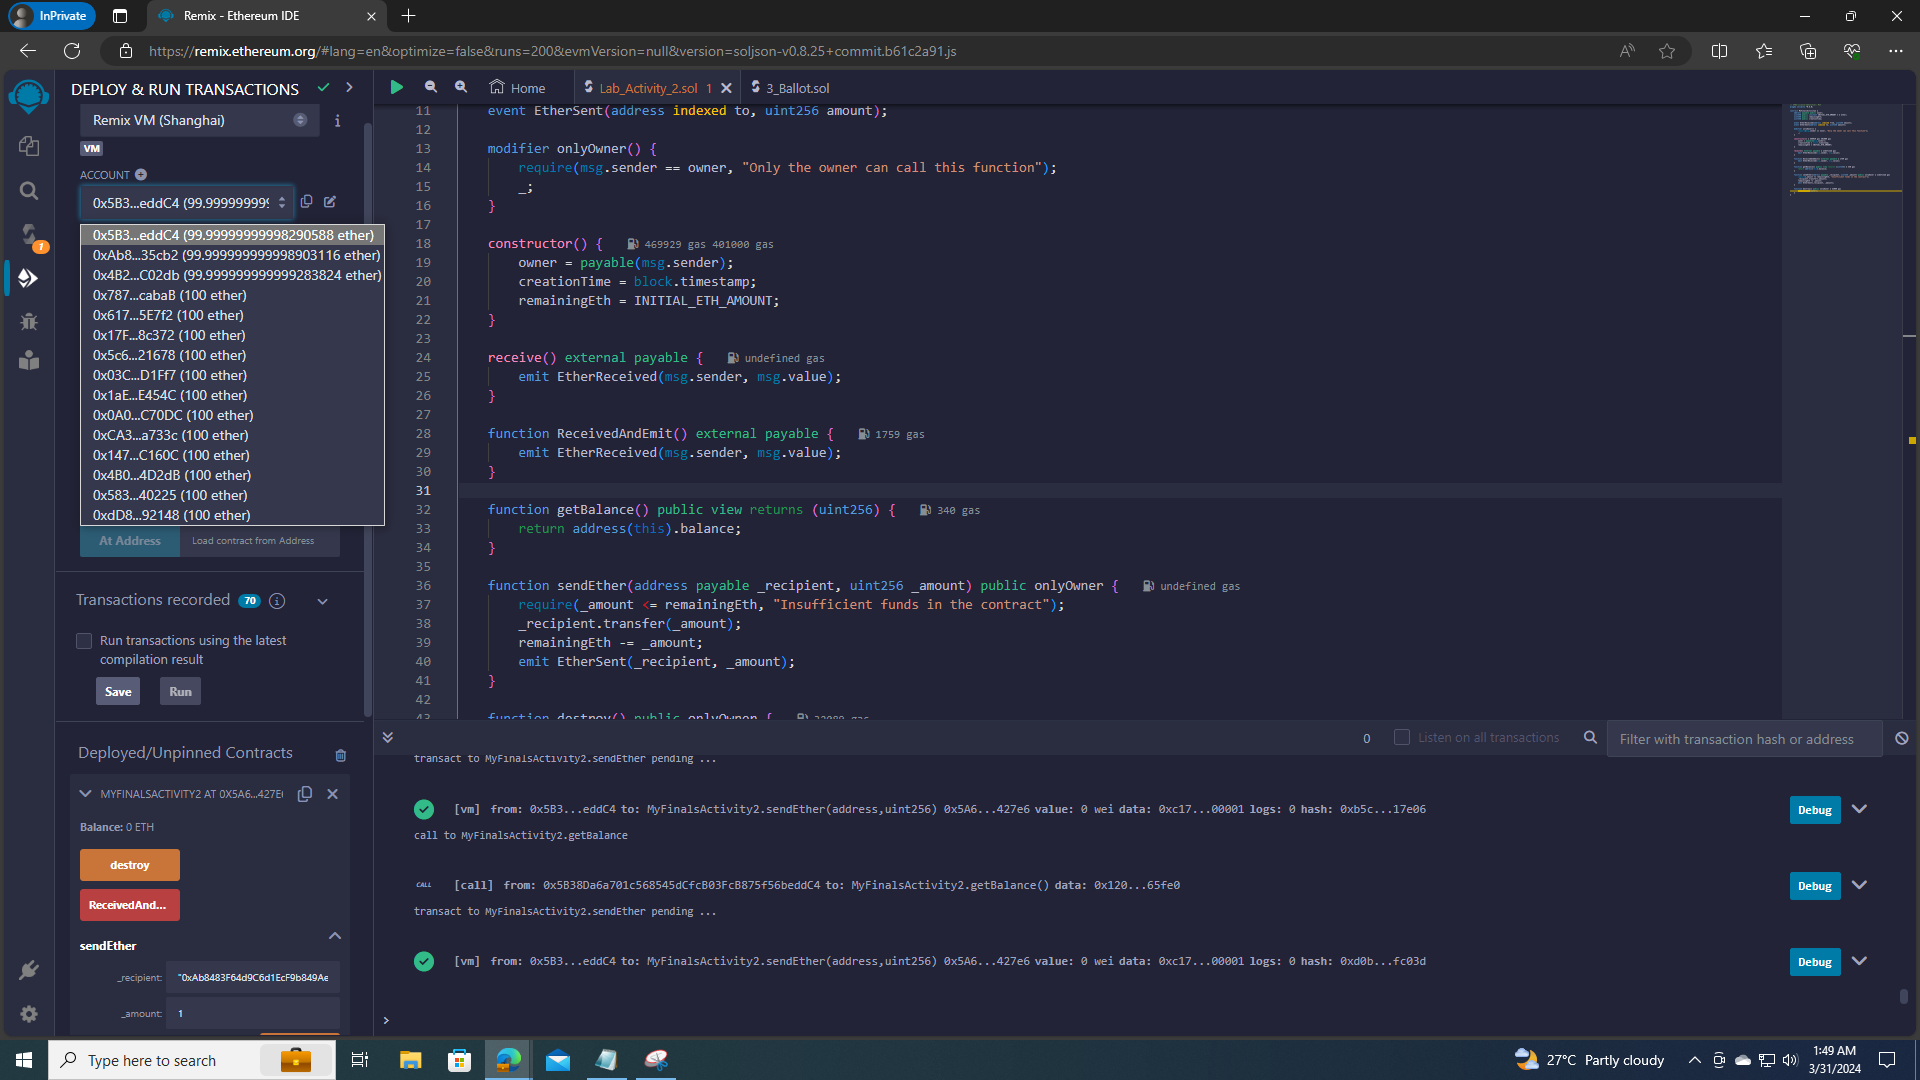 InPrivate
Remix - Ethereum IDE
https://remix.ethereum.org/#lang=en&optimize=false&runs=200&evmVersion=null&version=soljson-v0.8.25+commit.b61c2a91.js
DEPLOY & RUN TRANSACTIONS
Remix VM (Shanghai)
VM
ACCOUNT
0x5B3...eddC4 (99.999999999
0x5B3...eddC4 (99.99999999998290588 ether)
0xAb8...35cb2 (99.999999999998903116 ether)
0x4B2...C02db (99.999999999999283824 ether)
0x787...cabaB (100 ether)
0x617...5E7f2 (100 ether)
0x17F...8c372 (100 ether)
0x5c6...21678 (100 ether)
0x03C...D1Ff7 (100 ether)
0x1aE...E454C (100 ether)
0x0A0...C70DC (100 ether)
0xCA3...a733c (100 ether)
0x147...C160C (100 ether)
0x4B0...4D2dB (100 ether)
0x583...40225 (100 ether)
0xdD8...92148 (100 ether)
At Address Load contract from Address
Transactions recorded 70
Run transactions using the latest
compilation result
Save Run
Deployed/Unpinned Contracts
MYFINALSACTIVITY2 AT 0X5A6...427E
Balance: 0 ETH
destroy
ReceivedAnd...
sendEther
_recipient: "0xAb8483F64d9C6d1EcF9b849Ae
_amount: 1
1
Home Lab_Activity_2.sol 1 3_Ballot.sol
11 event EtherSent(address indexed to, uint256 amount);
12
13 modifier onlyOwner() {
14 require(msg.sender == owner, "Only the owner can call this function");
15 _;
16 }
17
18 constructor() { 469929 gas 401000 gas
19 owner = payable(msg.sender);
20 creationTime = block.timestamp;
21 remainingEth = INITIAL_ETH_AMOUNT;
22 }
23
24 receive() external payable { undefined gas
25 emit EtherReceived(msg.sender, msg.value);
26 }
27
28 function ReceivedAndEmit() external payable { 1759 gas
29 emit EtherReceived(msg.sender, msg.value);
30 }
31
32 function getBalance() public view returns (uint256) { 340 gas
33 return address(this).balance;
34 }
35
36 function sendEther(address payable _recipient, uint256 _amount) public onlyOwner { undefined gas
37 require(_amount <= remainingEth, "Insufficient funds in the contract");
38 _recipient.transfer(_amount);
39 remainingEth -= _amount;
40 emit EtherSent(_recipient, _amount);
41 }
42
43 function destroy() public onlyOwner {
0 Listen on all transactions Filter with transaction hash or address
transact to MyFinalsActivity2.sendEther pending ...
[vm] from: 0x5B3...eddC4 to: MyFinalsActivity2.sendEther(address,uint256) 0x5A6...427e6 value: 0 wei data: 0xc17...00001 logs: 0 hash: 0xb5c...17e06 Debug
call to MyFinalsActivity2.getBalance
CALL [call] from: 0x5B38Da6a701c568545dCfcB03FcB875f56beddC4 to: MyFinalsActivity2.getBalance() data: 0x120...65fe0 Debug
transact to MyFinalsActivity2.sendEther pending ...
[vm] from: 0x5B3...eddC4 to: MyFinalsActivity2.sendEther(address,uint256) 0x5A6...427e6 value: 0 wei data: 0xc17...00001 logs: 0 hash: 0xd0b...fc03d Debug
>
Type here to search
27°C Partly cloudy
1:49 AM
3/31/2024